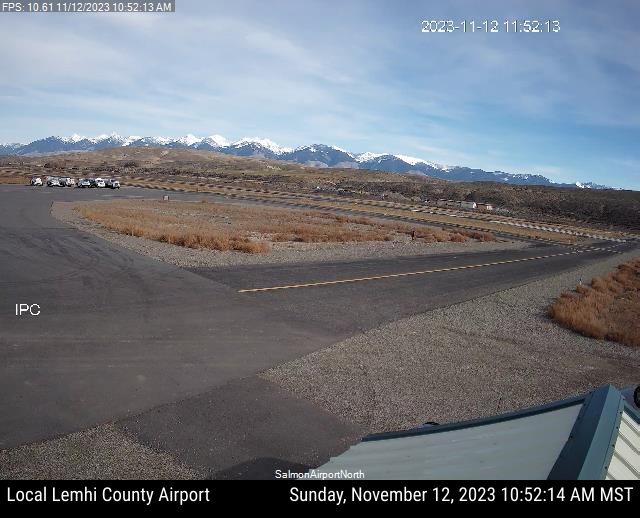 FPS: 10.61 11/12/2023 10:52:13 AM
2023-11-12 11:52:13
IPC
SalmonAirportNorth
Local Lemhi County Airport Sunday, November 12, 2023 10:52:14 AM MST